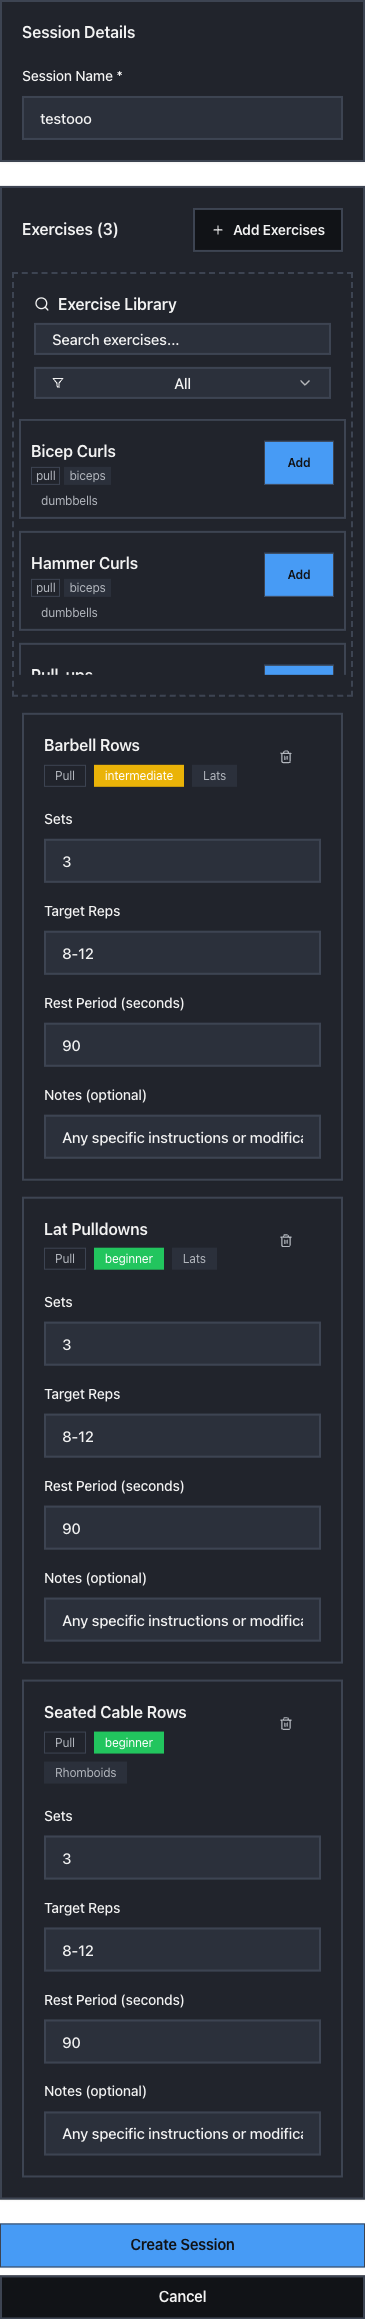 Session Details
Session Name *
testooo
Exercises (3)
+ Add Exercises
Exercise Library
Search exercises...
All
Bicep Curls
Add
pull biceps
dumbbells
Hammer Curls
Add
pull biceps
dumbbells
Pull-ups
Barbell Rows
Pull intermediate Lats
Sets
3
Target Reps
8-12
Rest Period (seconds)
90
Notes (optional)
Any specific instructions or modifica
Lat Pulldowns
Pull beginner Lats
Sets
3
Target Reps
8-12
Rest Period (seconds)
90
Notes (optional)
Any specific instructions or modifica
Seated Cable Rows
Pull beginner
Rhomboids
Sets
3
Target Reps
8-12
Rest Period (seconds)
90
Notes (optional)
Any specific instructions or modifica
Create Session
Cancel